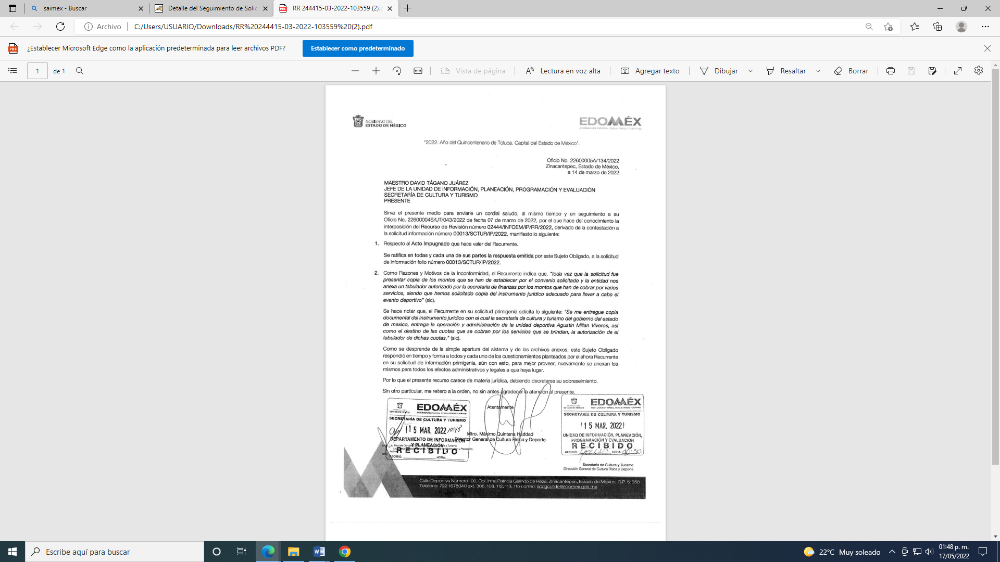 saimex - Buscar
Detalle del Seguimiento de Solic
RR 244415-03-2022-103559 (2).p
Archivo
C:/Users/USUARIO/Downloads/RR%20244415-03-2022-103559%20(2).pdf
¿Establecer Microsoft Edge como la aplicación predeterminada para leer archivos PDF?
Establecer como predeterminado
1 de 1
Vista de página
Lectura en voz alta
Agregar texto
Dibujar
Resaltar
Borrar
GOBIERNO DEL
ESTADO DE MÉXICO
EDOMÉX
DECISIONES FIRMES, RESULTADOS FUERTES.
"2022. Año del Quincentenario de Toluca, Capital del Estado de México".
Oficio No. 22600005A/134/2022
Zinacantepec, Estado de México,
a 14 de marzo de 2022
MAESTRO DAVID TÁGANO JUÁREZ
JEFE DE LA UNIDAD DE INFORMACIÓN, PLANEACIÓN, PROGRAMACIÓN Y EVALUACIÓN
SECRETARÍA DE CULTURA Y TURISMO
PRESENTE
Sirva el presente medio para enviarle un cordial saludo, al mismo tiempo y en seguimiento a su
Oficio No. 22600004S/UT/043/2022 de fecha 07 de marzo de 2022, por el que hace del conocimiento la
interposición del Recurso de Revisión número 02444/INFOEM/IP/RR/2022, derivado de la contestación a
la solicitud información número 00013/SCTUR/IP/2022, manifiesto lo siguiente:
1. Respecto al Acto Impugnado que hace valer del Recurrente.
Se ratifica en todas y cada una de sus partes la respuesta emitida por este Sujeto Obligado, a la solicitud
de información folio número 00013/SCTUR/IP/2022.
2. Como Razones y Motivos de la Inconformidad, el Recurrente indica que, "toda vez que la solicitud fue
presentar copia de los montos que se han de establecer por el convenio solicitado y la entidad nos
anexa un tabulador autorizado por la secretaria de finanzas por los montos que han de cobrar por varios
servicios, siendo que hemos solicitado copia del instrumento jurídico adecuado para llevar a cabo el
evento deportivo" (sic).
Se hace notar que, el Recurrente en su solicitud primigenia solicita lo siguiente: "Se me entregue copia
documental del instrumento juridico con el cual la secretaria de cultura y turismo del gobierno del estado
de mexico, entrega la operación y administración de la unidad deportiva Agustin Millan Viveros, así
como el destino de las cuotas que se cobran por los servicios que se brindan, la autorización de el
tabulador de dichas cuotas." (sic).
Como se desprende de la simple apertura del sistema y de los archivos anexos, este Sujeto Obligado
respondió en tiempo y forma a todos y cada uno de los cuestionamientos planteados por el ahora Recurrente
en su solicitud de información primigenia, aún con esto, para mejor proveer, nuevamente se anexan los
mismos para todos los efectos administrativos y legales a que haya lugar.
Por lo que el presente recurso carece de materia jurídica, debiendo decretarse su sobreseimiento.
Sin otro particular, me reitero a la orden, no sin antes agradecer la atención al presente.
Atentamente
Mtro. Máximo Quintana Haddad
Director General de Cultura Física y Deporte
EDOMÉX
SECRETARÍA DE CULTURA Y TURISMO
15 MAR. 2022 10:48
DEPARTAMENTO DE INFORMACIÓN
Y PLANEACIÓN
RECIBIDO
RECIBIÓ: HORA:
EDOMÉX
SECRETARÍA DE CULTURA Y TURISMO
15 MAR. 2022
UNIDAD DE INFORMACIÓN, PLANEACIÓN,
PROGRAMACIÓN Y EVALUACIÓN
RECIBIDO
RECIBIÓ: HORA: 10:30
Secretaría de Cultura y Turismo
Dirección General de Cultura Física y Deporte
Calle Deportiva Número 100, Col. Irma Patricia Galindo de Reza, Zinacantepec, Estado de México, C.P. 51356
Teléfono: 722 1678040 ext. 306, 108, 112, 113, 115 correo: scdgcufide@edomex.gob.mx
Escribe aquí para buscar
22°C Muy soleado
01:48 p. m.
17/05/2022